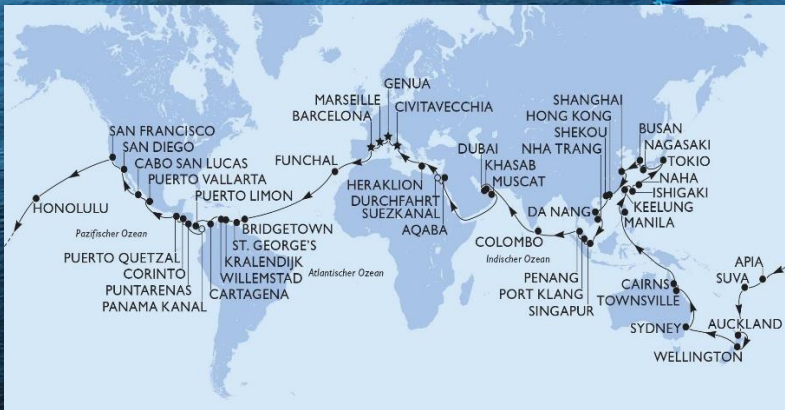 GENUA
MARSEILLE
BARCELONA
CIVITAVECCHIA
SHANGHAI
HONG KONG
SHEKOU
NHA TRANG
BUSAN
NAGASAKI
TOKIO
SAN FRANCISCO
SAN DIEGO
CABO SAN LUCAS
PUERTO VALLARTA
PUERTO LIMON
FUNCHAL
DUBAI
KHASAB
MUSCAT
HERAKLION
DURCHFAHRT
SUEZKANAL
AQABA
NAHA
ISHIGAKI
KEELUNG
MANILA
HONOLULU
DA NANG
COLOMBO
Pazifischer Ozean
BRIDGETOWN
ST. GEORGE'S
KRALENDIJK
WILLEMSTAD
CARTAGENA
Atlantischer Ozean
Indischer Ozean
PUERTO QUETZAL
CORINTO
PUNTARENAS
PANAMA KANAL
PENANG
PORT KLANG
SINGAPUR
CAIRNS
TOWNSVILLE
SYDNEY
APIA
SUVA
AUCKLAND
WELLINGTON